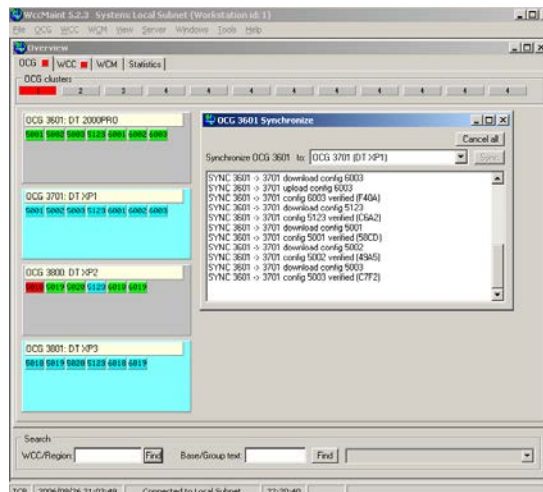 WccMaint 5.2.3 System: Local Subnet (Workstation id: 1)
File OCG WCC WCM View Server Windows Tools Help
Overview
OCG WCC WCM Statistics
OCG clusters
1 2 3 4 4 4 4 4 4 4 4
OCG 3601: DT 2000PRO
5001 5002 5003 5123 6001 6002 6003
OCG 3701: DT XP1
5001 5002 5003 5123 6001 6002 6003
OCG 3800: DT XP2
5018 5019 5020 5123 6018 6019
OCG 3801: DT XP3
5018 5019 5020 5123 6018 6019
OCG 3601 Synchronize
Cancel all
Synchronize OCG 3601 to: OCG 3701 (DT XP1) Sync
SYNC 3601 -> 3701 download config 6003
SYNC 3601 -> 3701 upload config 6003
SYNC 3601 -> 3701 config 6003 verified (F40A)
SYNC 3601 -> 3701 download config 5123
SYNC 3601 -> 3701 config 5123 verified (C6A2)
SYNC 3601 -> 3701 download config 5001
SYNC 3601 -> 3701 config 5001 verified (58CD)
SYNC 3601 -> 3701 download config 5002
SYNC 3601 -> 3701 config 5002 verified (49A5)
SYNC 3601 -> 3701 download config 5003
SYNC 3601 -> 3701 config 5003 verified (C7F2)
Search
WCC/Region: Find Base/Group text: Find
TCP 2006/09/26 21:03:49 Connected to Local Subnet 22:20:40